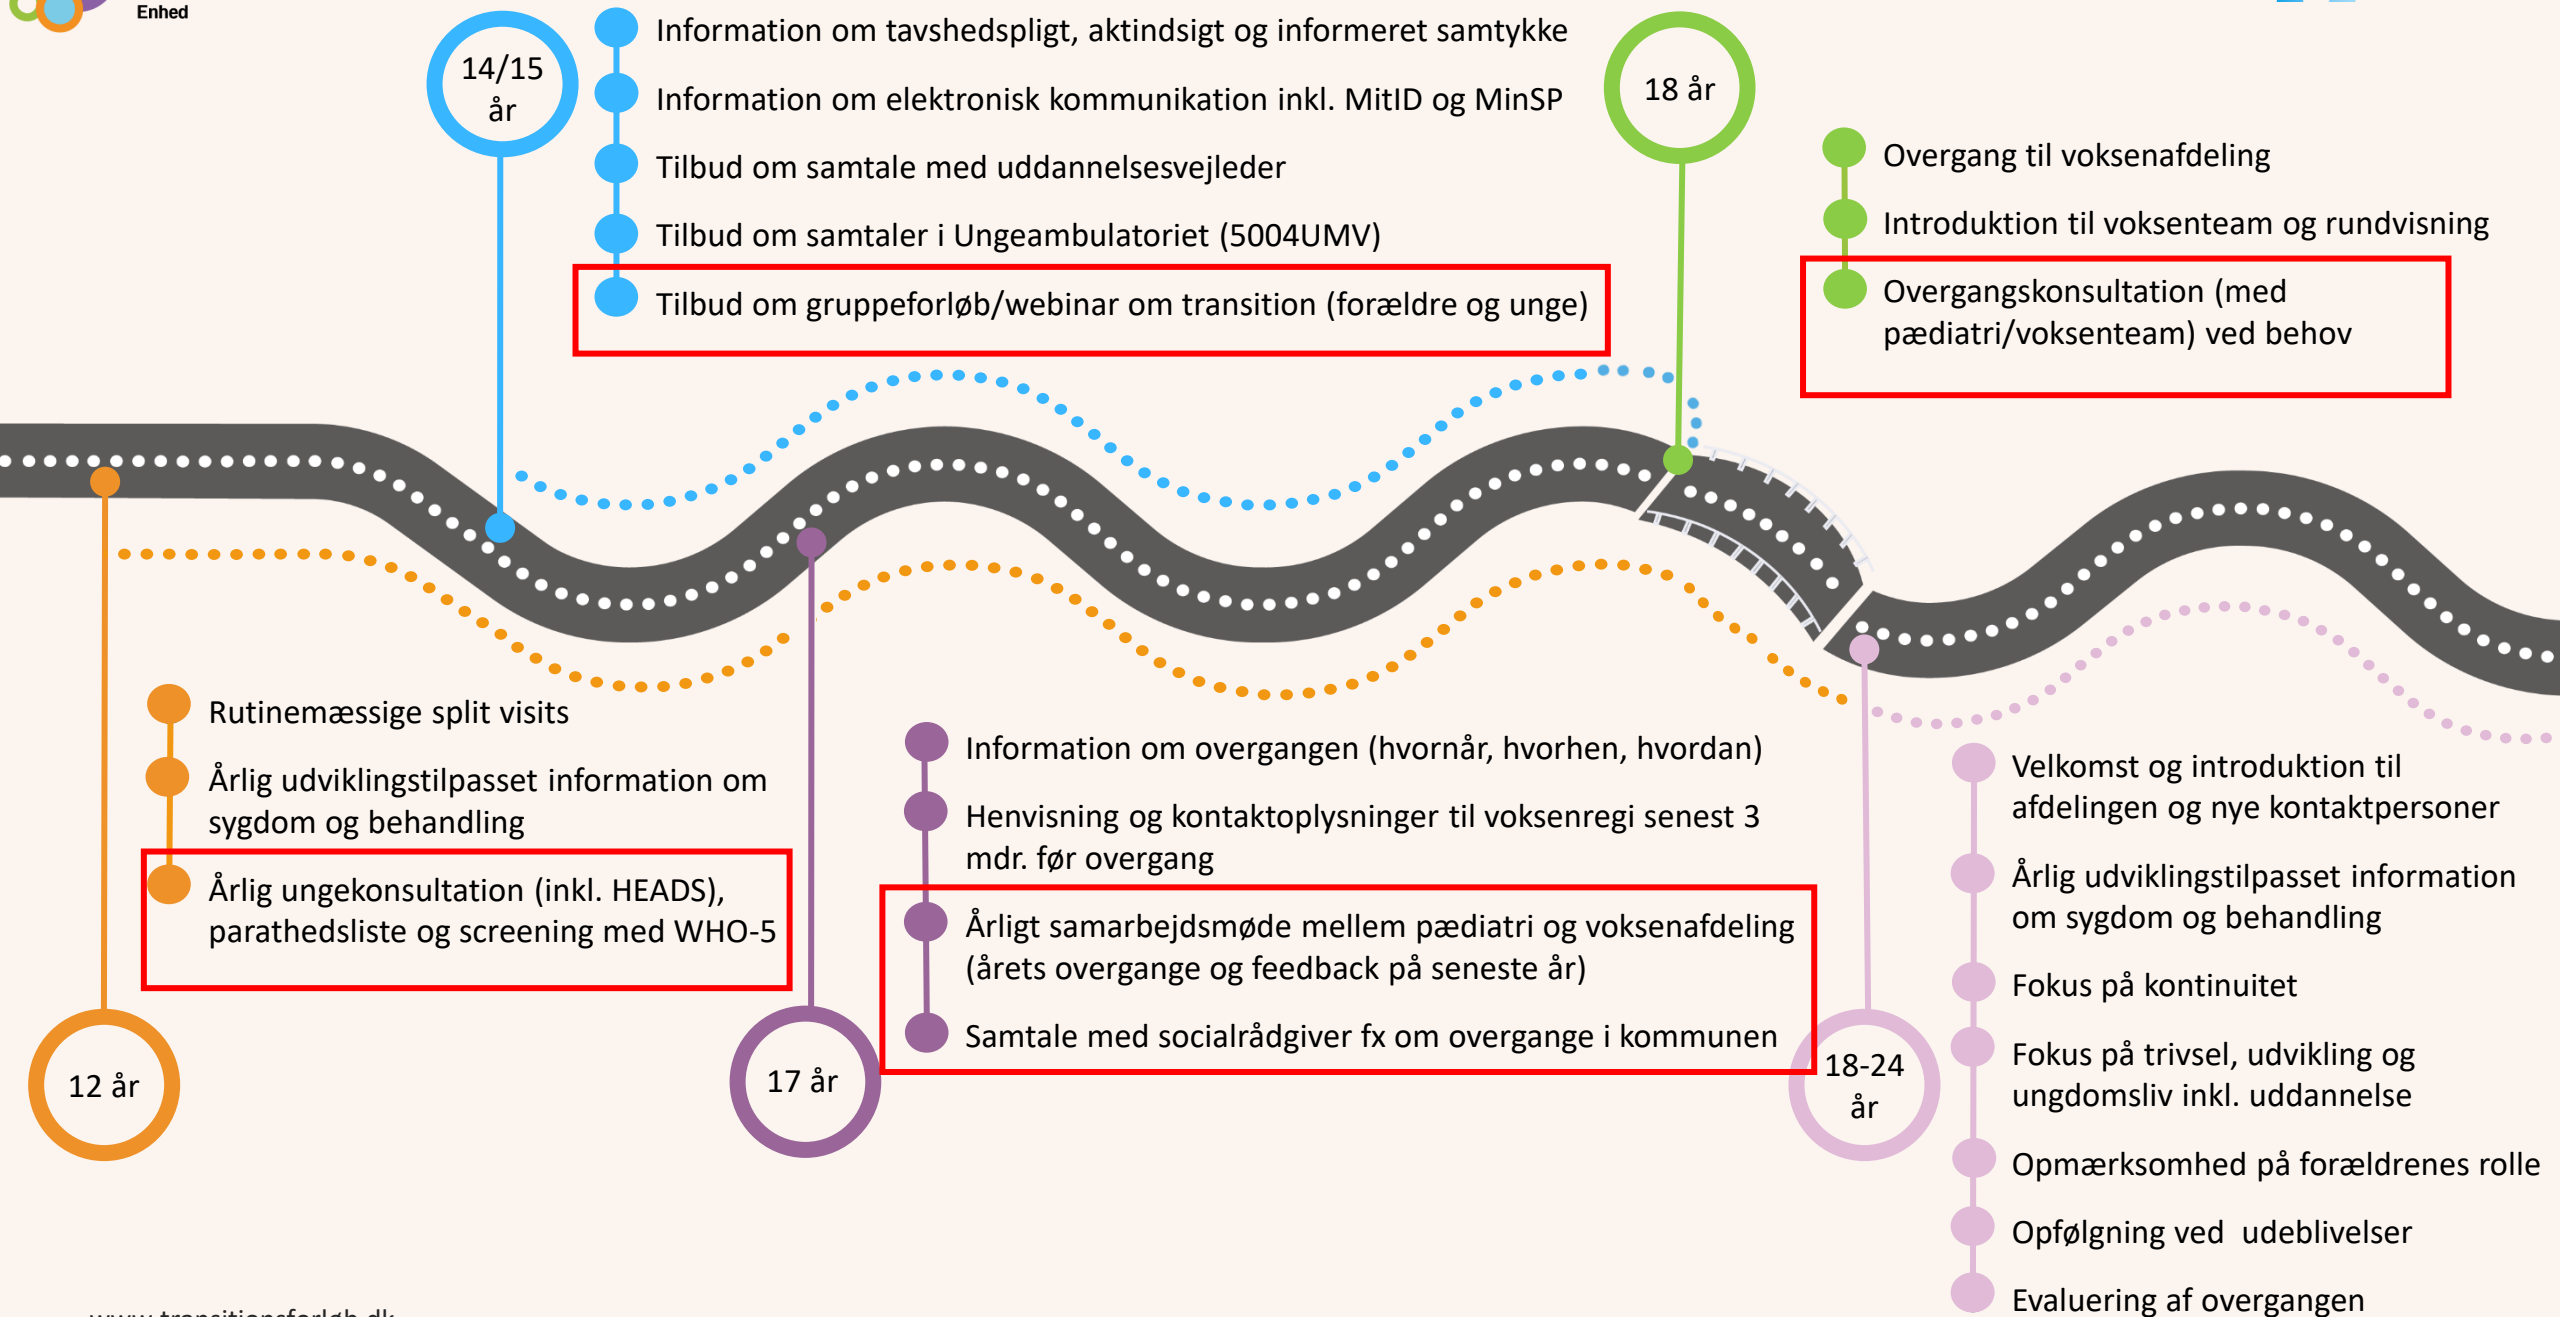 Enhed
14/15
år
Information om tavshedspligt, aktindsigt og informeret samtykke
Information om elektronisk kommunikation inkl. MitID og MinSP
Tilbud om samtale med uddannelsesvejleder
Tilbud om samtaler i Ungeambulatoriet (5004UMV)
Tilbud om gruppeforløb/webinar om transition (forældre og unge)
18 år
Overgang til voksenafdeling
Introduktion til voksenteam og rundvisning
Overgangskonsultation (med
pædiatri/voksenteam) ved behov
12 år
Rutinemæssige split visits
Årlig udviklingstilpasset information om
sygdom og behandling
Årlig ungekonsultation (inkl. HEADS),
parathedsliste og screening med WHO-5
17 år
Information om overgangen (hvornår, hvorhen, hvordan)
Henvisning og kontaktoplysninger til voksenregi senest 3
mdr. før overgang
Årligt samarbejdsmøde mellem pædiatri og voksenafdeling
(årets overgange og feedback på seneste år)
Samtale med socialrådgiver fx om overgange i kommunen
18-24
år
Velkomst og introduktion til
afdelingen og nye kontaktpersoner
Årlig udviklingstilpasset information
om sygdom og behandling
Fokus på kontinuitet
Fokus på trivsel, udvikling og
ungdomsliv inkl. uddannelse
Opmærksomhed på forældrenes rolle
Opfølgning ved  udeblivelser
Evaluering af overgangen
www.transitionsforløb.dk